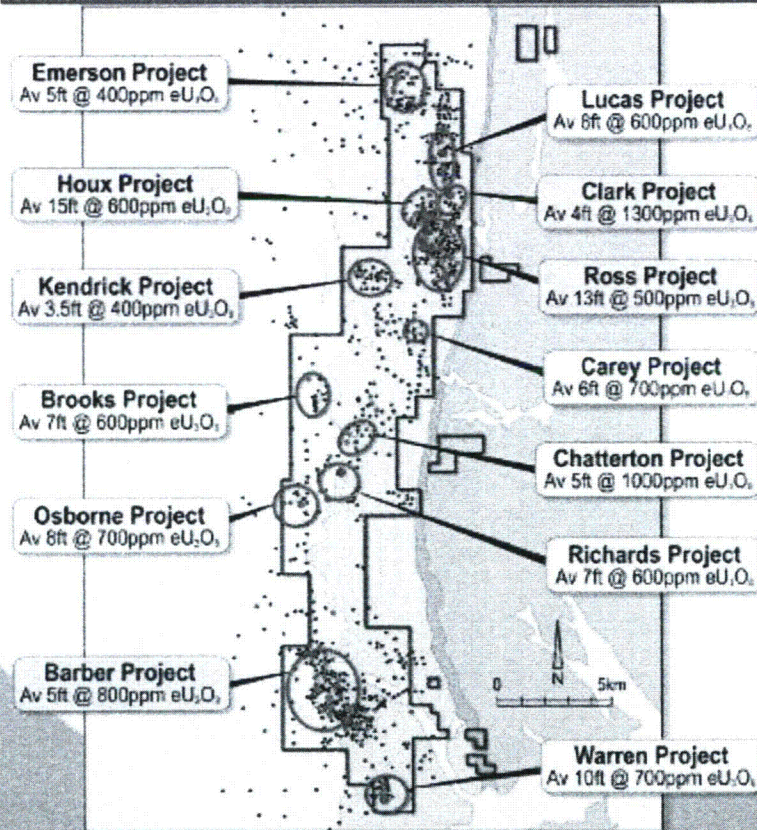 Emerson Project
Av 5ft @ 400ppm eU₃O₈
Lucas Project
Av 8ft @ 600ppm eU₃O₈
Houx Project
Av 15ft @ 600ppm eU₃O₈
Clark Project
Av 4ft @ 1300ppm eU₃O₈
Kendrick Project
Av 3.5ft @ 400ppm eU₃O₈
Ross Project
Av 13ft @ 500ppm eU₃O₈
Carey Project
Av 6ft @ 700ppm eU₃O₈
Brooks Project
Av 7ft @ 600ppm eU₃O₈
Chatterton Project
Av 5ft @ 1000ppm eU₃O₈
Osborne Project
Av 8ft @ 700ppm eU₃O₈
Richards Project
Av 7ft @ 600ppm eU₃O₈
Barber Project
Av 5ft @ 800ppm eU₃O₈
N
0 5km
Warren Project
Av 10ft @ 700ppm eU₃O₈